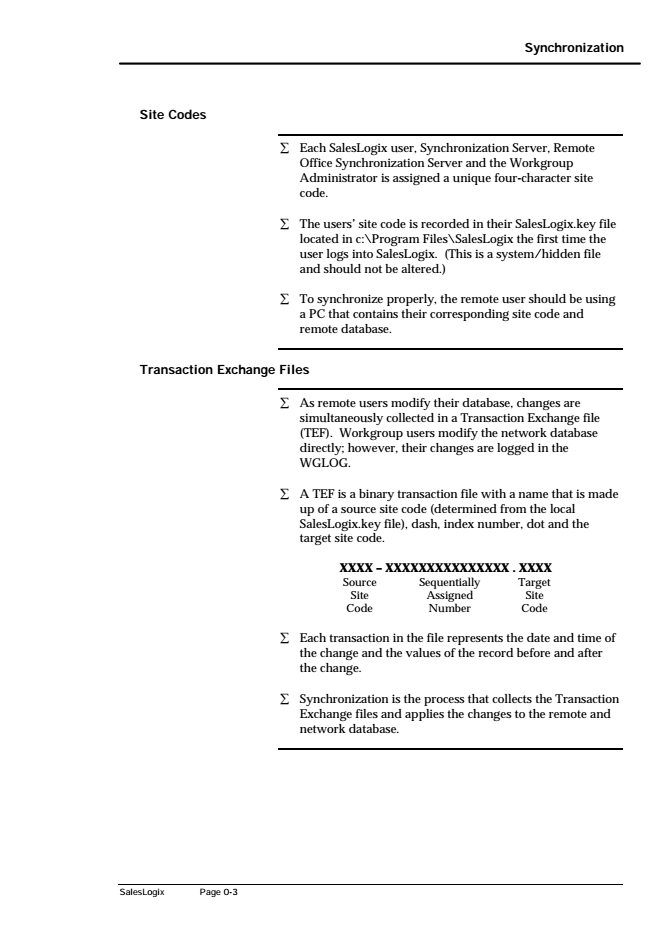 Synchronization
Site Codes
Σ Each SalesLogix user, Synchronization Server, Remote
Office Synchronization Server and the Workgroup
Administrator is assigned a unique four-character site
code.
Σ The users' site code is recorded in their SalesLogix.key file
located in c:\Program Files\SalesLogix the first time the
user logs into SalesLogix. (This is a system/hidden file
and should not be altered.)
Σ To synchronize properly, the remote user should be using
a PC that contains their corresponding site code and
remote database.
Transaction Exchange Files
Σ As remote users modify their database, changes are
simultaneously collected in a Transaction Exchange file
(TEF). Workgroup users modify the network database
directly; however, their changes are logged in the
WGLOG.
Σ A TEF is a binary transaction file with a name that is made
up of a source site code (determined from the local
SalesLogix.key file), dash, index number, dot and the
target site code.
XXXX – XXXXXXXXXXXXXXX . XXXX
Source Sequentially Target
Site Assigned Site
Code Number Code
Σ Each transaction in the file represents the date and time of
the change and the values of the record before and after
the change.
Σ Synchronization is the process that collects the Transaction
Exchange files and applies the changes to the remote and
network database.
SalesLogix Page 0-3